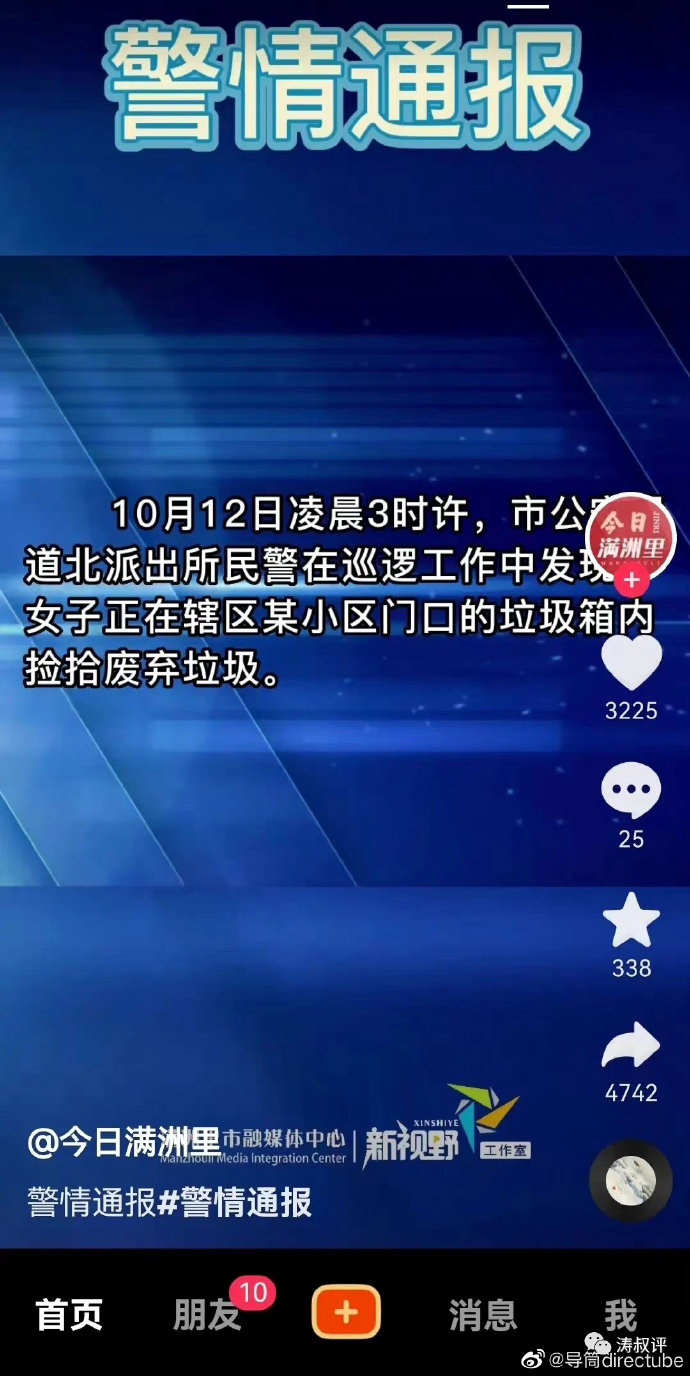 警情通报
10月12日凌晨3时许，市公
道北派出所民警在巡逻工作中发现
女子正在辖区某小区门口的垃圾箱内
捡拾废弃垃圾。
今日
JINRI
满洲里
3225
25
338
4742
@今日满洲里市融媒体中心
Manzhouli Media Integration Center
XINSHIYE
新视野
工作室
警情通报#警情通报
首页
朋友
10
消息
我
涛叔评
@导筒directube